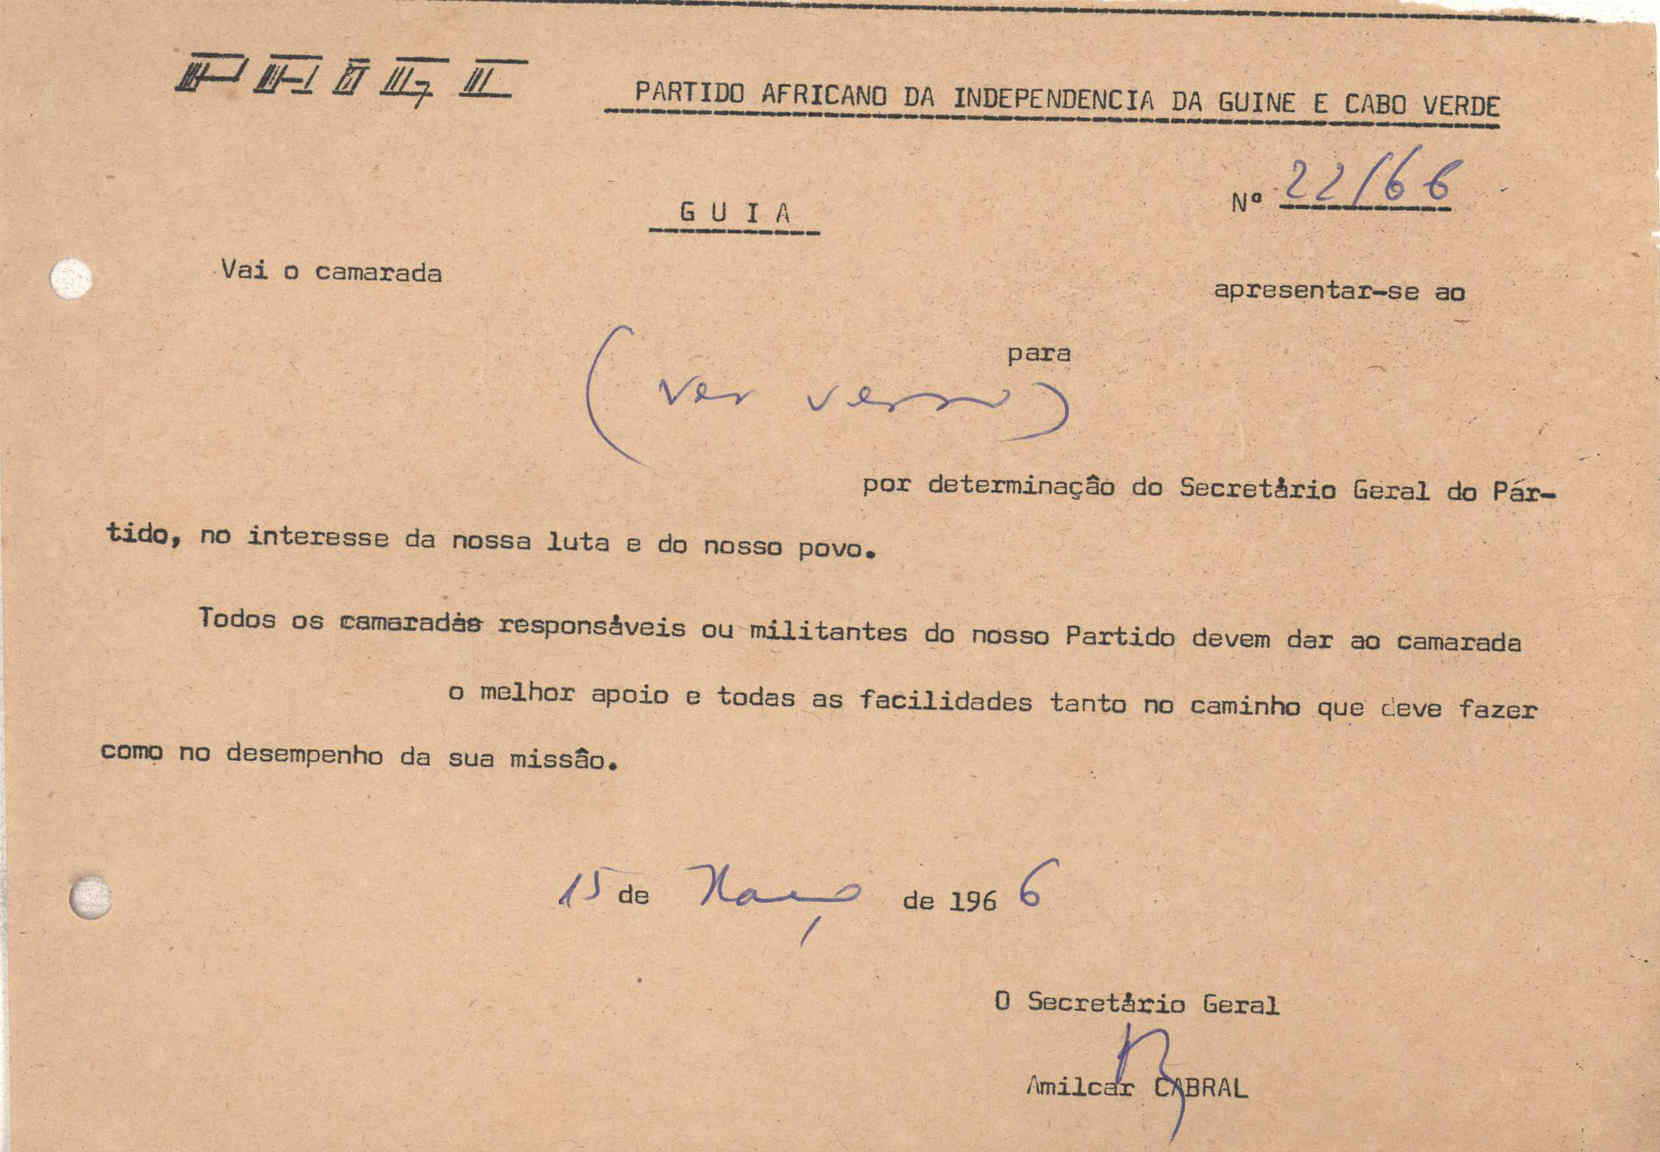 PAIGC
PARTIDO AFRICANO DA INDEPENDENCIA DA GUINE E CABO VERDE
Nº 22/66
G U I A
Vai o camarada apresentar-se ao
para
(ver verso)
por determinação do Secretário Geral do Pár-
tido, no interesse da nossa luta e do nosso povo.
Todos os camaradas responsáveis ou militantes do nosso Partido devem dar ao camarada
o melhor apoio e todas as facilidades tanto no caminho que deve fazer
como no desempenho da sua missão.
15 de Março de 1966
O Secretário Geral
Amilcar CABRAL